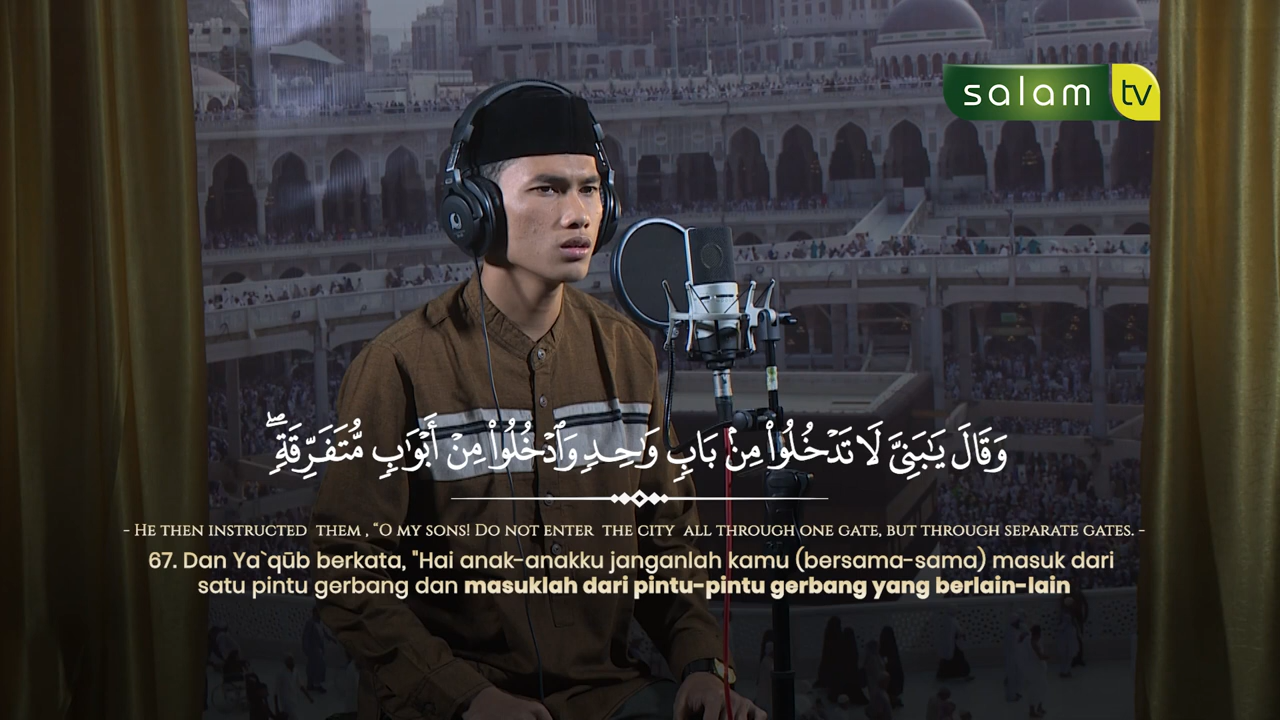 salam tv
وَقَالَ يَٰبَنِىَّ لَا تَدۡخُلُواْ مِنۢ بَابٖ وَٰحِدٖ وَٱدۡخُلُواْ مِنۡ أَبۡوَٰبٖ مُّتَفَرِّقَةٖۖ
- He then instructed them , “O my sons! Do not enter the city all through one gate, but through separate gates. -
67. Dan Ya`qūb berkata, "Hai anak-anakku janganlah kamu (bersama-sama) masuk dari
satu pintu gerbang dan masuklah dari pintu-pintu gerbang yang berlain-lain